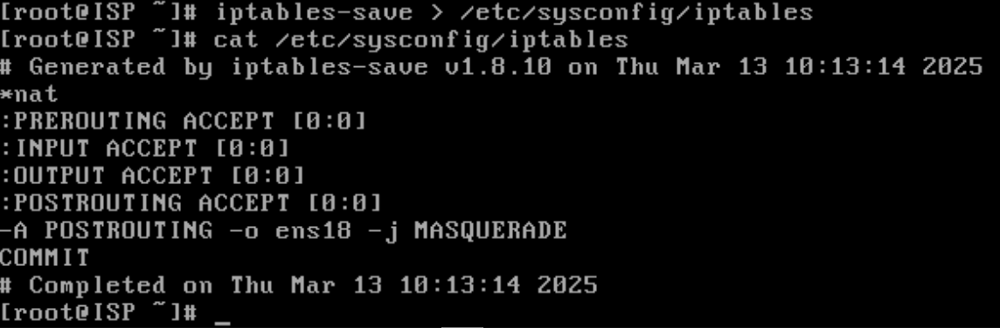 [root@ISP ~]# iptables-save > /etc/sysconfig/iptables
[root@ISP ~]# cat /etc/sysconfig/iptables
# Generated by iptables-save v1.8.10 on Thu Mar 13 10:13:14 2025
*nat
:PREROUTING ACCEPT [0:0]
:INPUT ACCEPT [0:0]
:OUTPUT ACCEPT [0:0]
:POSTROUTING ACCEPT [0:0]
-A POSTROUTING -o ens18 -j MASQUERADE
COMMIT
# Completed on Thu Mar 13 10:13:14 2025
[root@ISP ~]# _